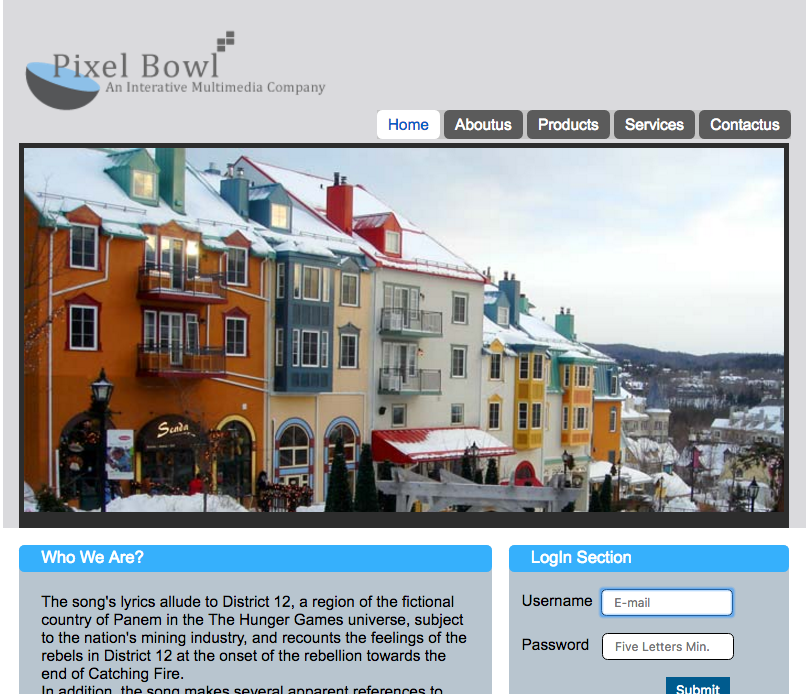 Pixel Bowl
An Interative Multimedia Company
Home Aboutus Products Services Contactus
Senda
Who We Are?
The song's lyrics allude to District 12, a region of the fictional
country of Panem in the The Hunger Games universe, subject
to the nation's mining industry, and recounts the feelings of the
rebels in District 12 at the onset of the rebellion towards the
end of Catching Fire.
In addition, the song makes several apparent references to
LogIn Section
Username E-mail
Password Five Letters Min.
Submit